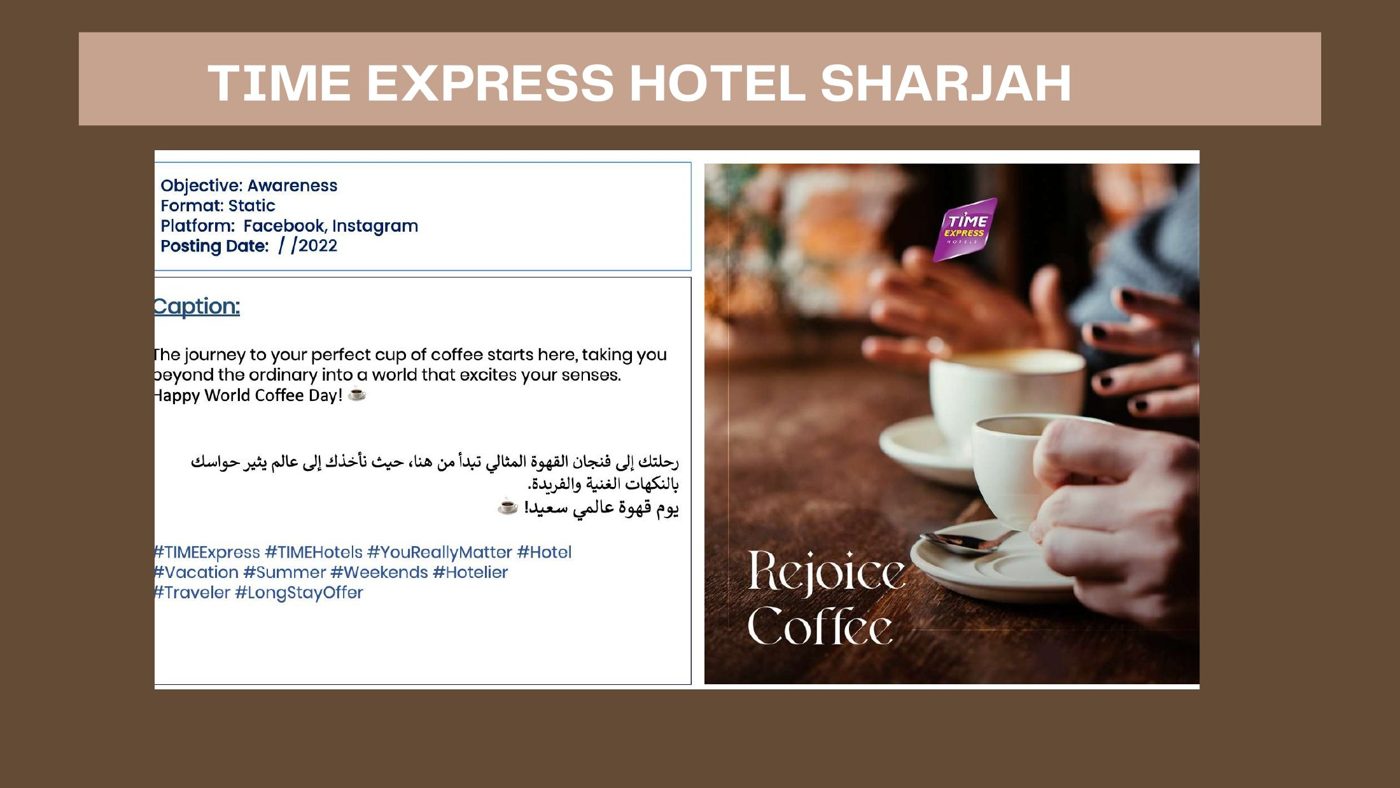 TIME EXPRESS HOTEL SHARJAH
Objective: Awareness
Format: Static
Platform: Facebook, Instagram
Posting Date: / /2022
Caption:
The journey to your perfect cup of coffee starts here, taking you
beyond the ordinary into a world that excites your senses.
Happy World Coffee Day! ☕
رحلتك إلى فنجان القهوة المثالي تبدأ من هنا، حيث نأخذك إلى عالم يثير حواسك
بالنكهات الغنية والفريدة.
يوم قهوة عالمي سعيد! ☕
#TIMEExpress #TIMEHotels #YouReallyMatter #Hotel
#Vacation #Summer #Weekends #Hotelier
#Traveler #LongStayOffer
TIME
EXPRESS
HOTELS
Rejoice
Coffee